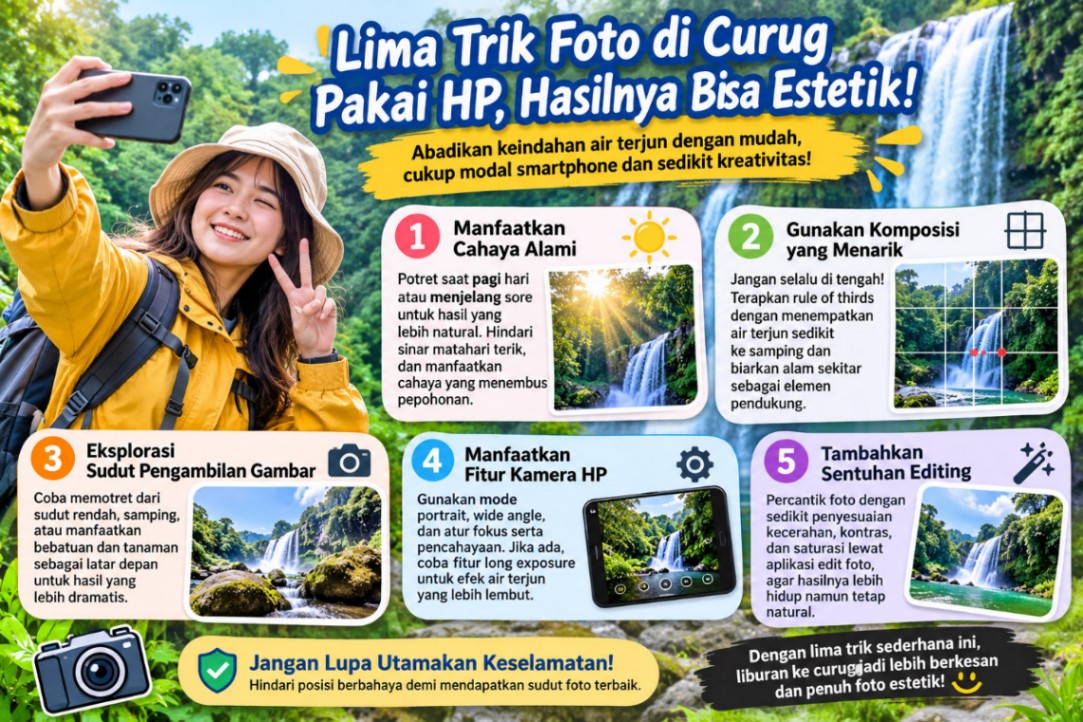 Lima Trik Foto di Curug
Pakai HP, Hasilnya Bisa Estetik!
Abadikan keindahan air terjun dengan mudah,
cukup modal smartphone dan sedikit kreativitas!
1
Manfaatkan
Cahaya Alami
Potret saat pagi hari
atau menjelang sore
untuk hasil yang
lebih natural. Hindari
sinar matahari terik,
dan manfaatkan
cahaya yang menembus
pepohonan.
2
Gunakan Komposisi
yang Menarik
Jangan selalu di tengah!
Terapkan rule of thirds
dengan menempatkan
air terjun sedikit
ke samping dan
biarkan alam sekitar
sebagai elemen
pendukung.
3
Eksplorasi
Sudut Pengambilan Gambar
Coba memotret dari
sudut rendah, samping,
atau manfaatkan
bebatuan dan tanaman
sebagai latar depan
untuk hasil yang
lebih dramatis.
4
Manfaatkan
Fitur Kamera HP
Gunakan mode
portrait, wide angle,
dan atur fokus serta
pencahayaan. Jika ada,
coba fitur long exposure
untuk efek air terjun
yang lebih lembut.
5
Tambahkan
Sentuhan Editing
Percantik foto dengan
sedikit penyesuaian
kecerahan, kontras,
dan saturasi lewat
aplikasi edit foto,
agar hasilnya lebih
hidup namun tetap
natural.
Jangan Lupa Utamakan Keselamatan!
Hindari posisi berbahaya demi mendapatkan sudut foto terbaik.
Dengan lima trik sederhana ini,
liburan ke curug jadi lebih berkesan
dan penuh foto estetik!